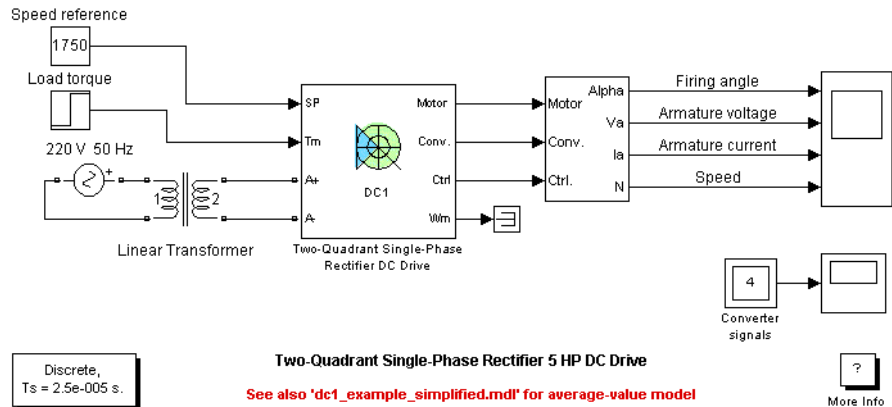 Speed reference
1750
Load torque
220 V 50 Hz
+
1
2
Linear Transformer
SP
Tm
A+
A-
DC1
Motor
Conv.
Ctrl
Wm
Two-Quadrant Single-Phase
Rectifier DC Drive
Motor
Conv.
Ctrl.
Alpha
Va
Ia
N
Firing angle
Armature voltage
Armature current
Speed
4
Converter
signals
Discrete,
Ts = 2.5e-005 s.
Two-Quadrant Single-Phase Rectifier 5 HP DC Drive
See also 'dc1_example_simplified.mdl' for average-value model
?
More Info